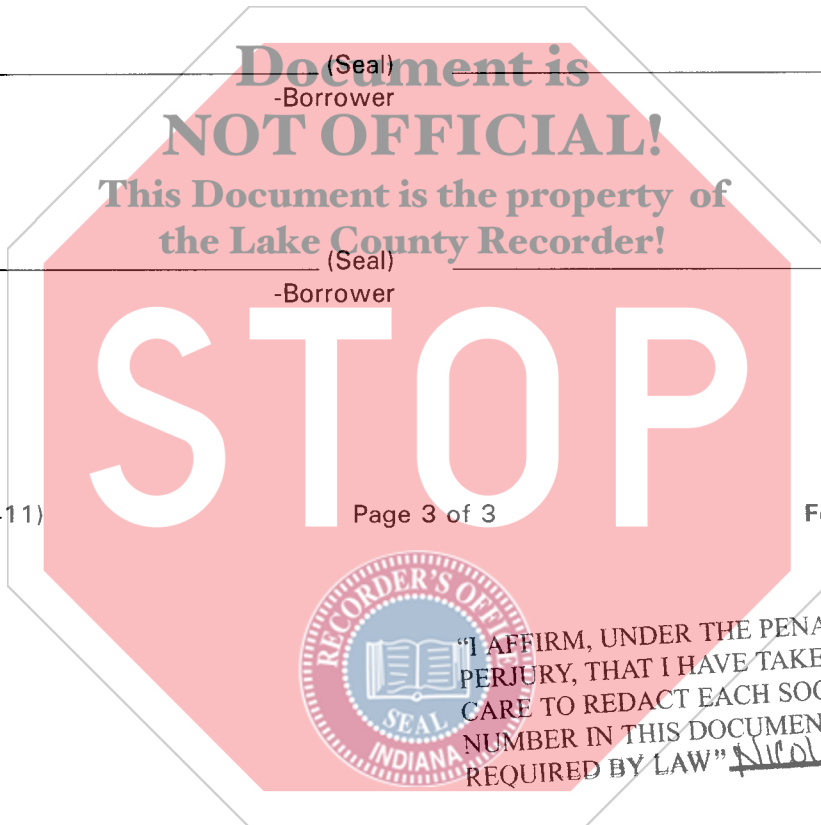 Document is
(Seal)
-Borrower
NOT OFFICIAL!
This Document is the property of
the Lake County Recorder!
(Seal)
-Borrower
STOP
11)
Page 3 of 3
RECORDER'S OFFICE
SEAL
INDIANA
"I AFFIRM, UNDER THE PENA
PERJURY, THAT I HAVE TAKE
CARE TO REDACT EACH SOC
NUMBER IN THIS DOCUMEN
REQUIRED BY LAW" NICOL